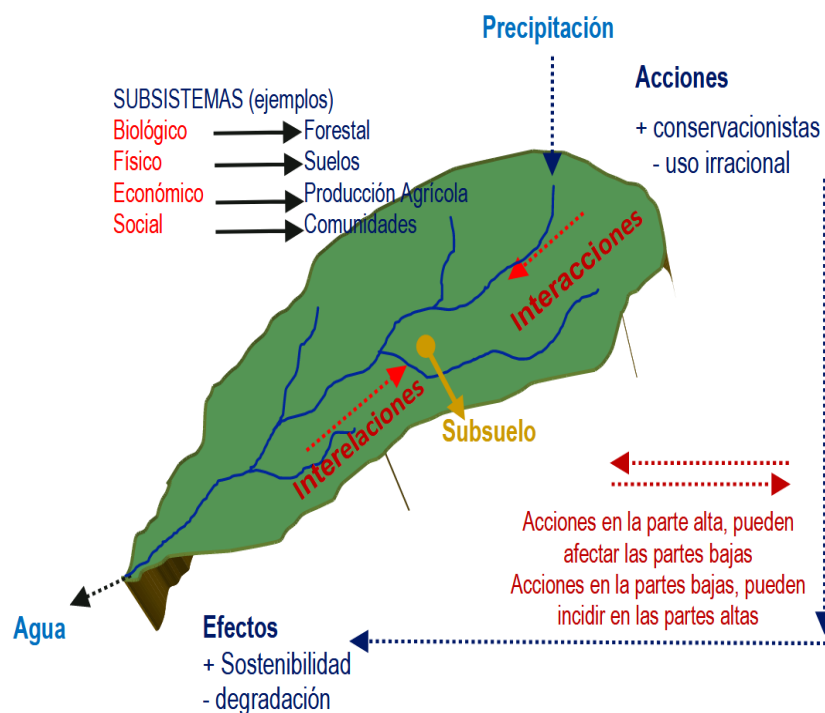 Precipitación
Acciones
+ conservacionistas
- uso irracional
SUBSISTEMAS (ejemplos)
Biológico Forestal
Físico Suelos
Económico Producción Agrícola
Social Comunidades
Interacciones
Interelaciones
Subsuelo
Acciones en la parte alta, pueden
afectar las partes bajas
Acciones en la partes bajas, pueden
incidir en las partes altas
Agua
Efectos
+ Sostenibilidad
- degradación